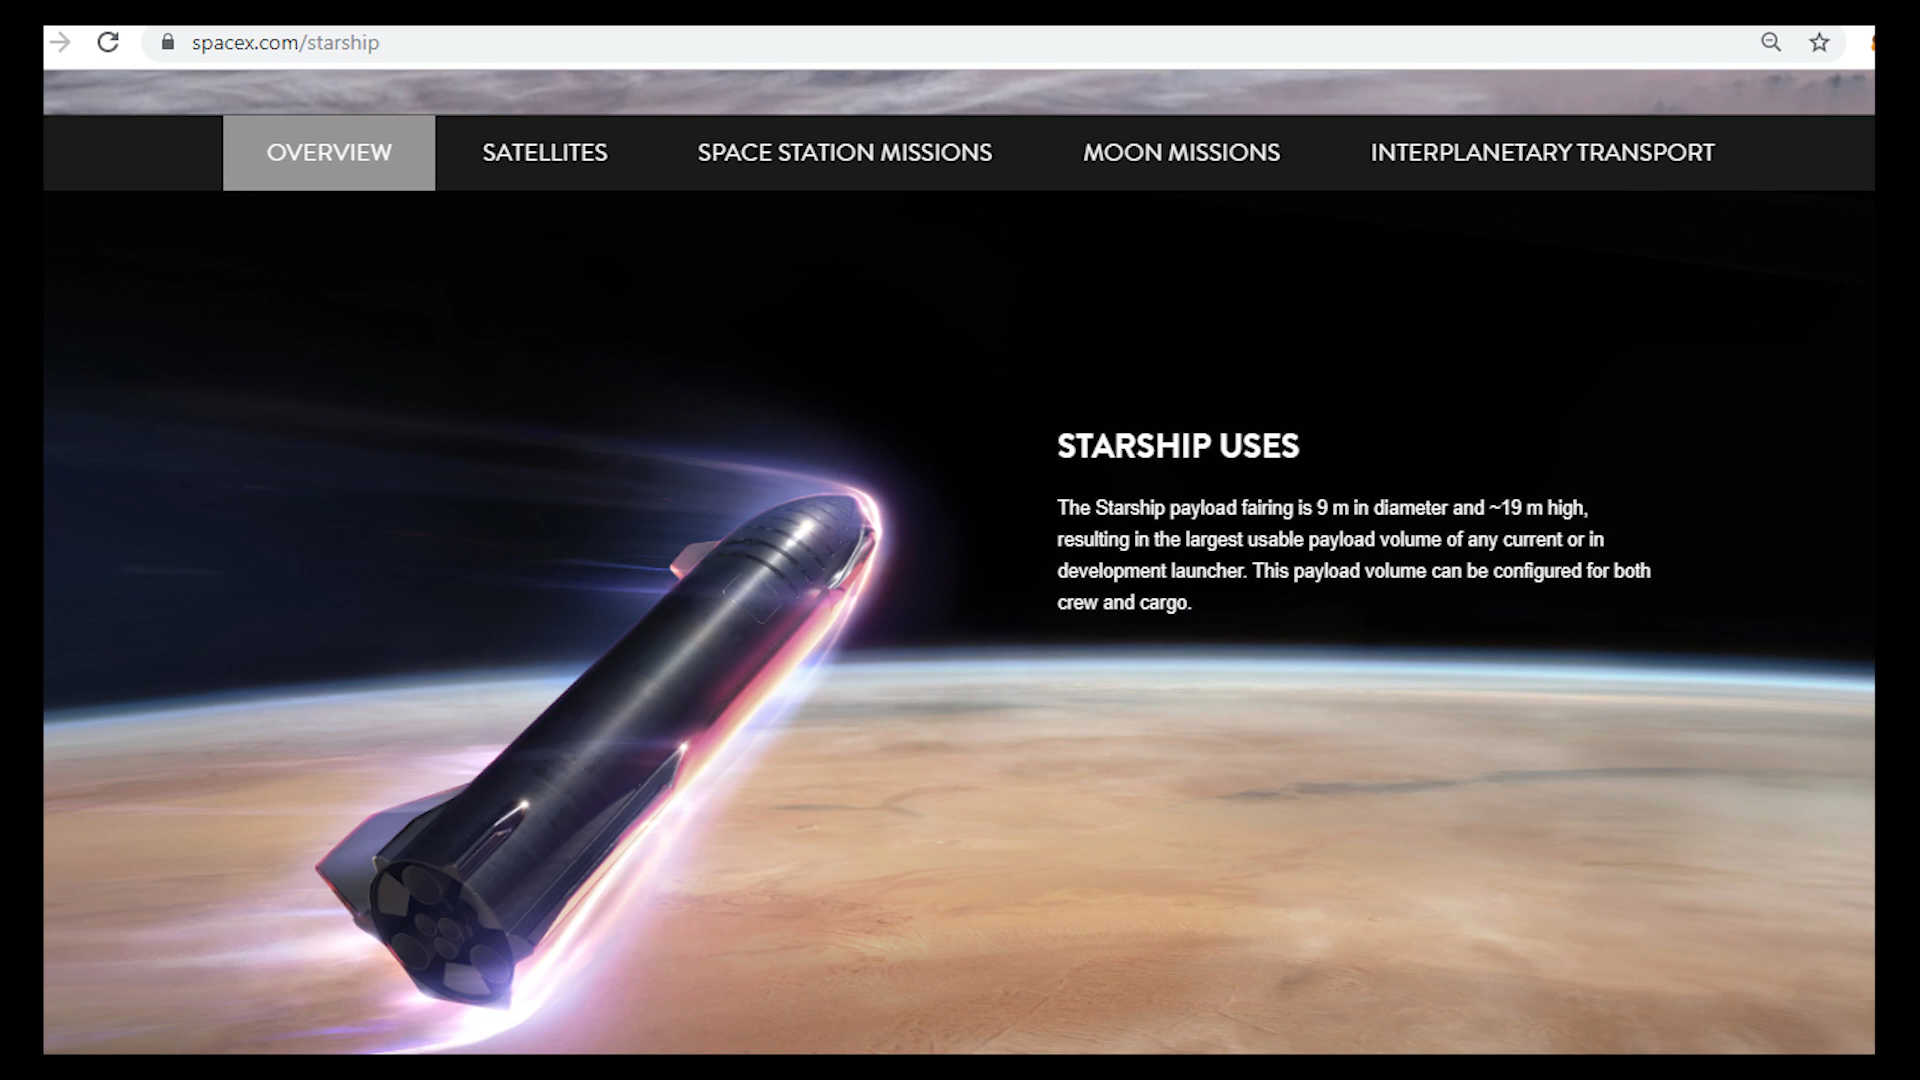 spacex.com/starship
OVERVIEW SATELLITES SPACE STATION MISSIONS MOON MISSIONS INTERPLANETARY TRANSPORT
STARSHIP USES
The Starship payload fairing is 9 m in diameter and ~19 m high,
resulting in the largest usable payload volume of any current or in
development launcher. This payload volume can be configured for both
crew and cargo.